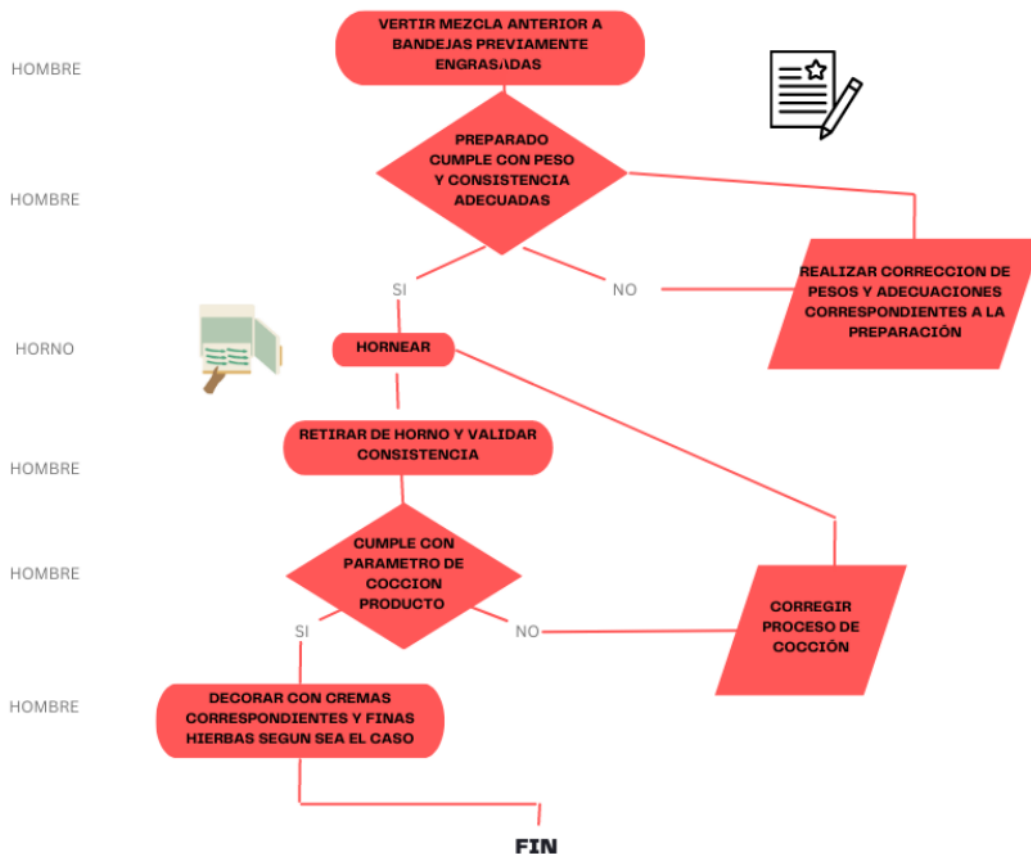 VERTIR MEZCLA ANTERIOR A
BANDEJAS PREVIAMENTE
ENGRASADAS
HOMBRE
PREPARADO
CUMPLE CON PESO
Y CONSISTENCIA
ADECUADAS
HOMBRE
REALIZAR CORRECCION DE
PESOS Y ADECUACIONES
CORRESPONDIENTES A LA
PREPARACIÓN
SI
NO
HORNO
HORNEAR
RETIRAR DE HORNO Y VALIDAR
CONSISTENCIA
HOMBRE
CUMPLE CON
PARAMETRO DE
COCCION
PRODUCTO
HOMBRE
CORREGIR
PROCESO DE
COCCIÓN
SI
NO
HOMBRE
DECORAR CON CREMAS
CORRESPONDIENTES Y FINAS
HIERBAS SEGUN SEA EL CASO
FIN